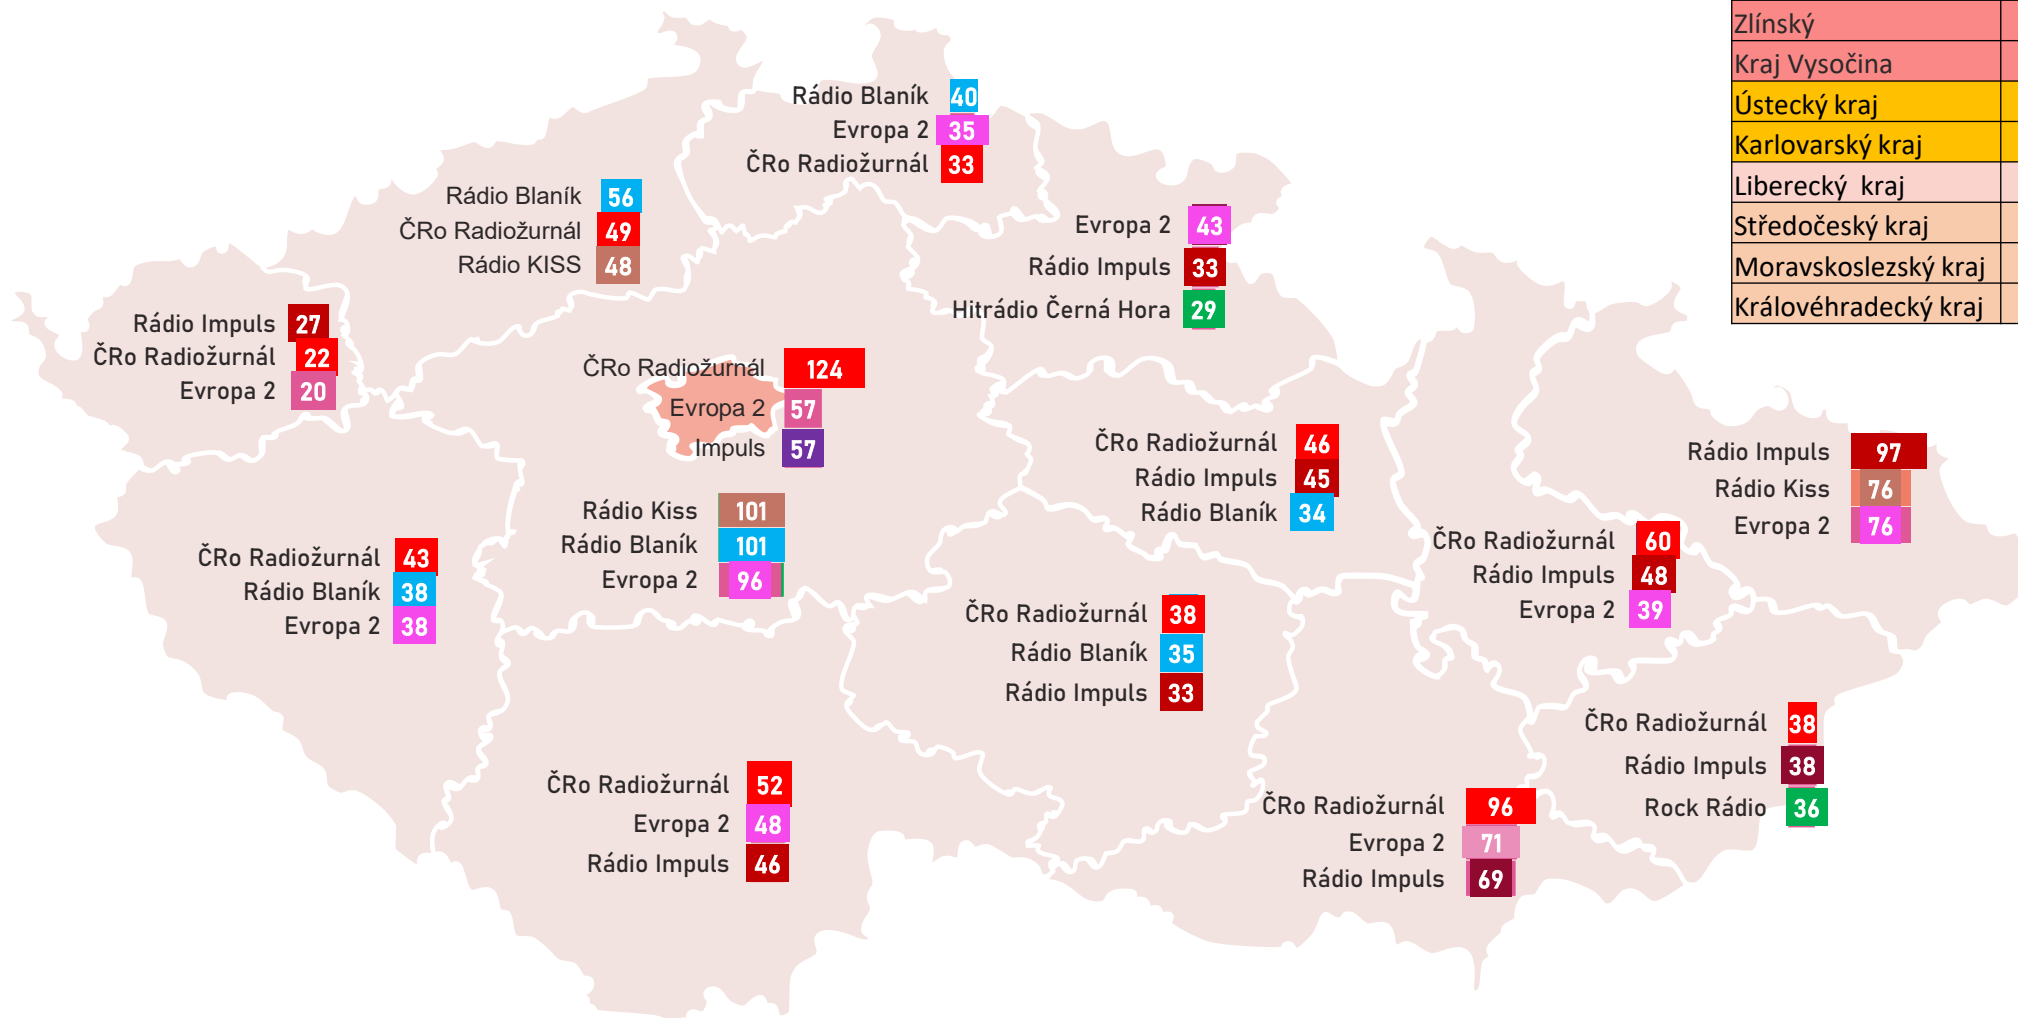 Zlínský
Kraj Vysočina
Ústecký kraj
Karlovarský kraj
Liberecký kraj
Středočeský kraj
Moravskoslezský kraj
Královéhradecký kraj
Rádio Blaník 40
Evropa 2 35
ČRo Radiožurnál 33
Rádio Blaník 56
ČRo Radiožurnál 49
Rádio KISS 48
Evropa 2 43
Rádio Impuls 33
Hitrádio Černá Hora 29
Rádio Impuls 27
ČRo Radiožurnál 22
Evropa 2 20
ČRo Radiožurnál 124
Evropa 2 57
Impuls 57
ČRo Radiožurnál 46
Rádio Impuls 45
Rádio Blaník 34
Rádio Impuls 97
Rádio Kiss 76
Evropa 2 76
Rádio Kiss 101
Rádio Blaník 101
Evropa 2 96
ČRo Radiožurnál 43
Rádio Blaník 38
Evropa 2 38
ČRo Radiožurnál 60
Rádio Impuls 48
Evropa 2 39
ČRo Radiožurnál 38
Rádio Blaník 35
Rádio Impuls 33
ČRo Radiožurnál 38
Rádio Impuls 38
Rock Rádio 36
ČRo Radiožurnál 52
Evropa 2 48
Rádio Impuls 46
ČRo Radiožurnál 96
Evropa 2 71
Rádio Impuls 69